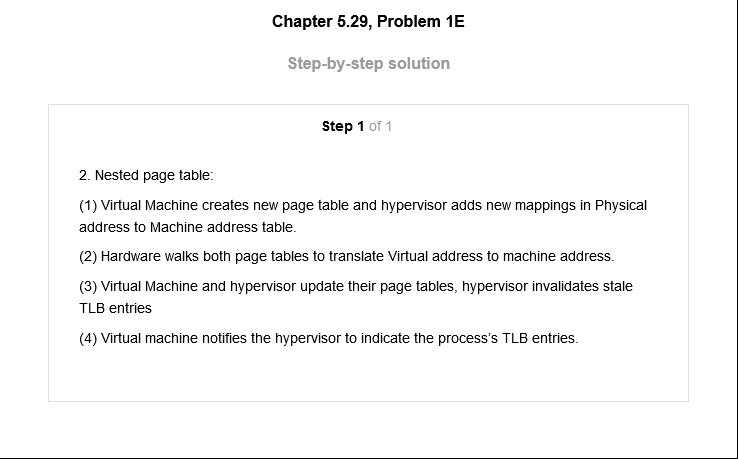 Chapter 5.29, Problem 1E
Step-by-step solution
Step 1 of 1
2. Nested page table:
(1) Virtual Machine creates new page table and hypervisor adds new mappings in Physical
address to Machine address table.
(2) Hardware walks both page tables to translate Virtual address to machine address.
(3) Virtual Machine and hypervisor update their page tables, hypervisor invalidates stale
TLB entries
(4) Virtual machine notifies the hypervisor to indicate the process's TLB entries.